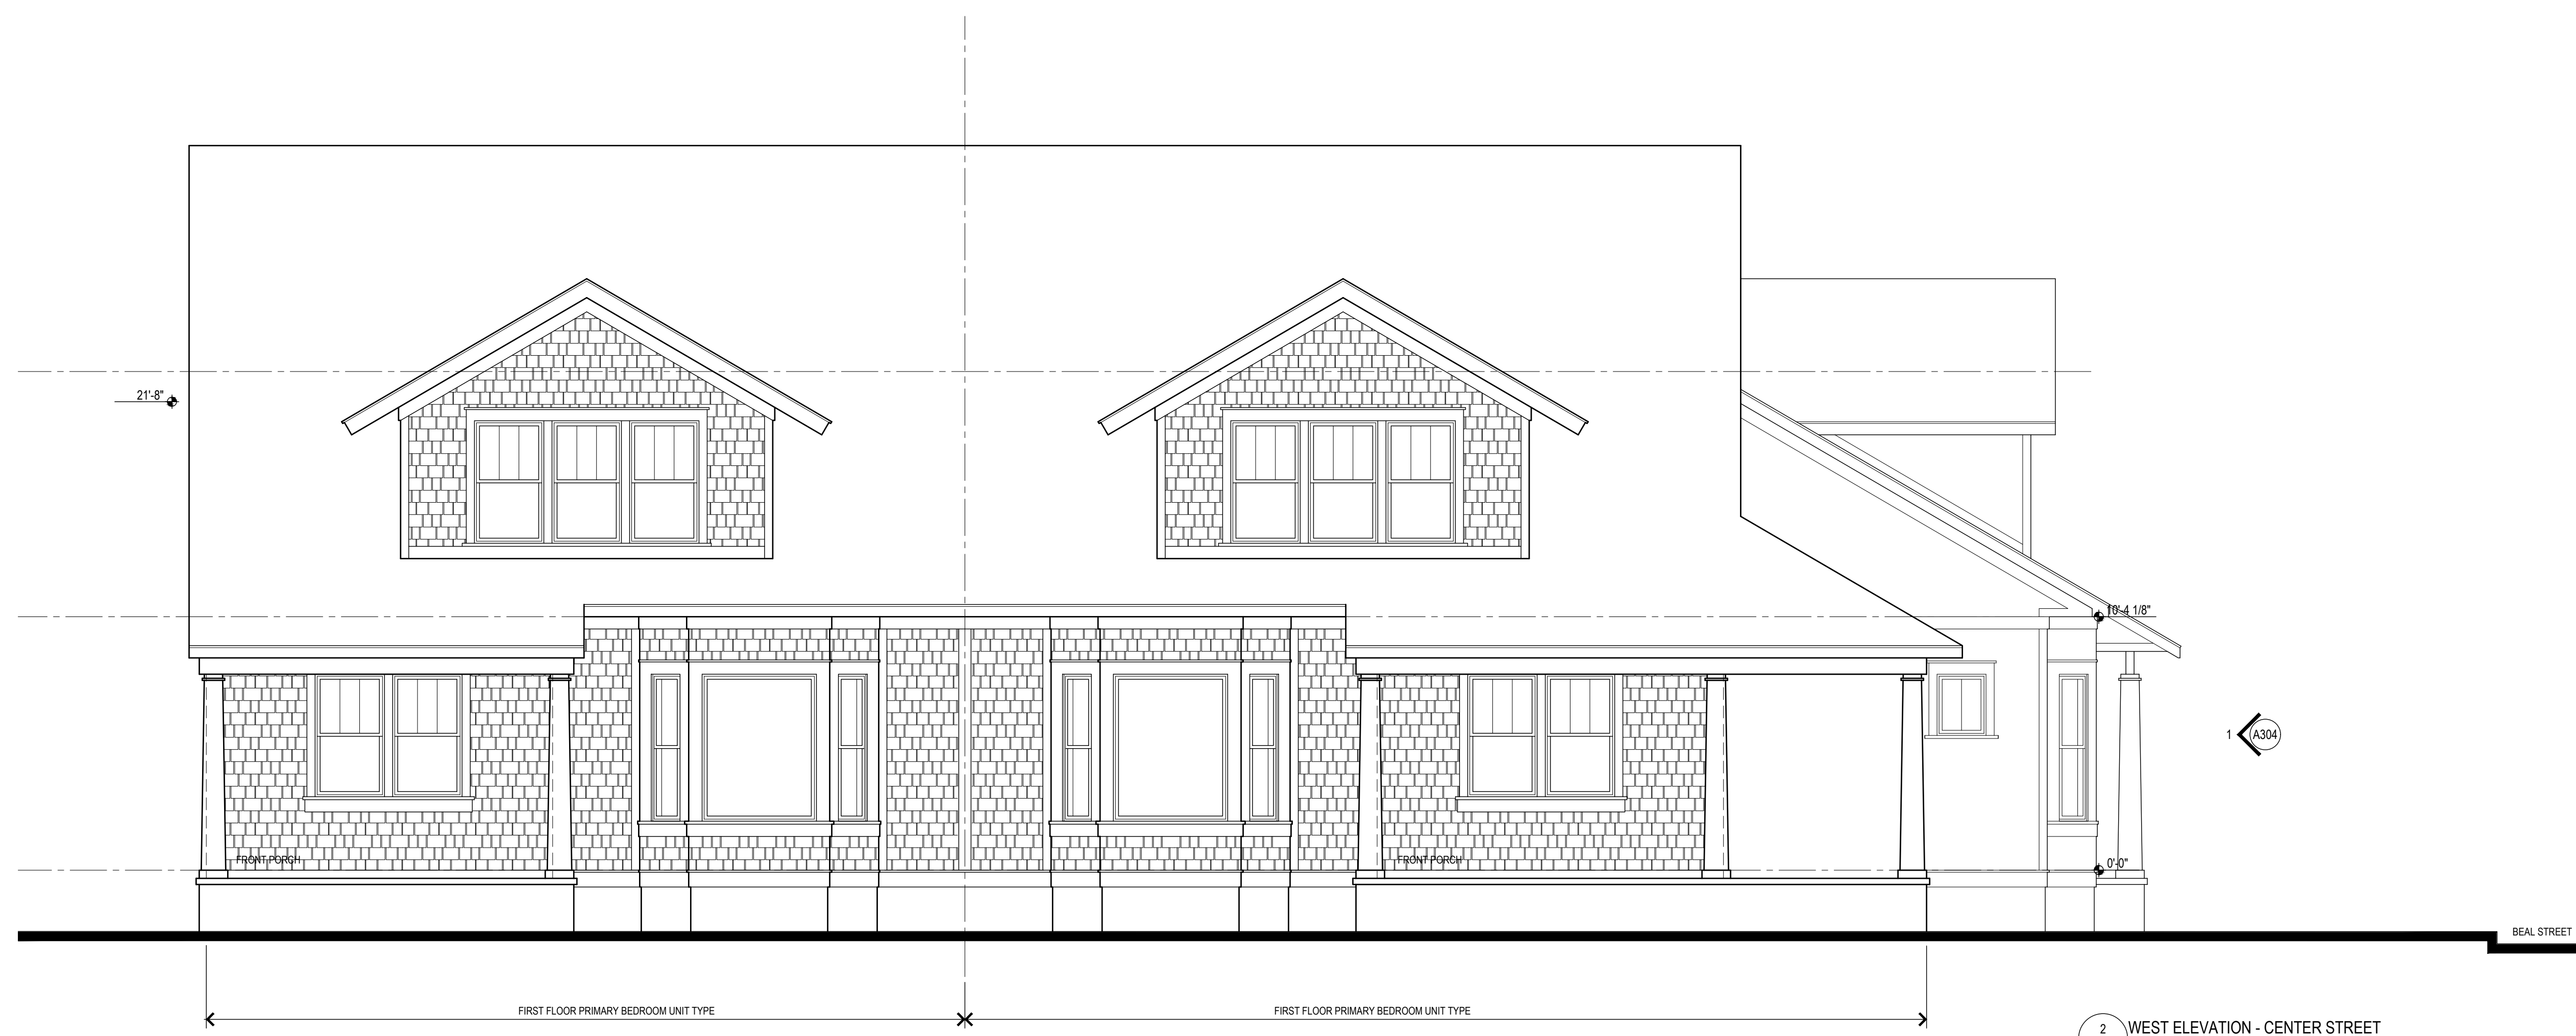 21'-8"
10'-4 1/8"
1
A304
FRONT PORCH
FRONT PORCH
0'-0"
BEAL STREET
FIRST FLOOR PRIMARY BEDROOM UNIT TYPE
FIRST FLOOR PRIMARY BEDROOM UNIT TYPE
2
WEST ELEVATION - CENTER STREET